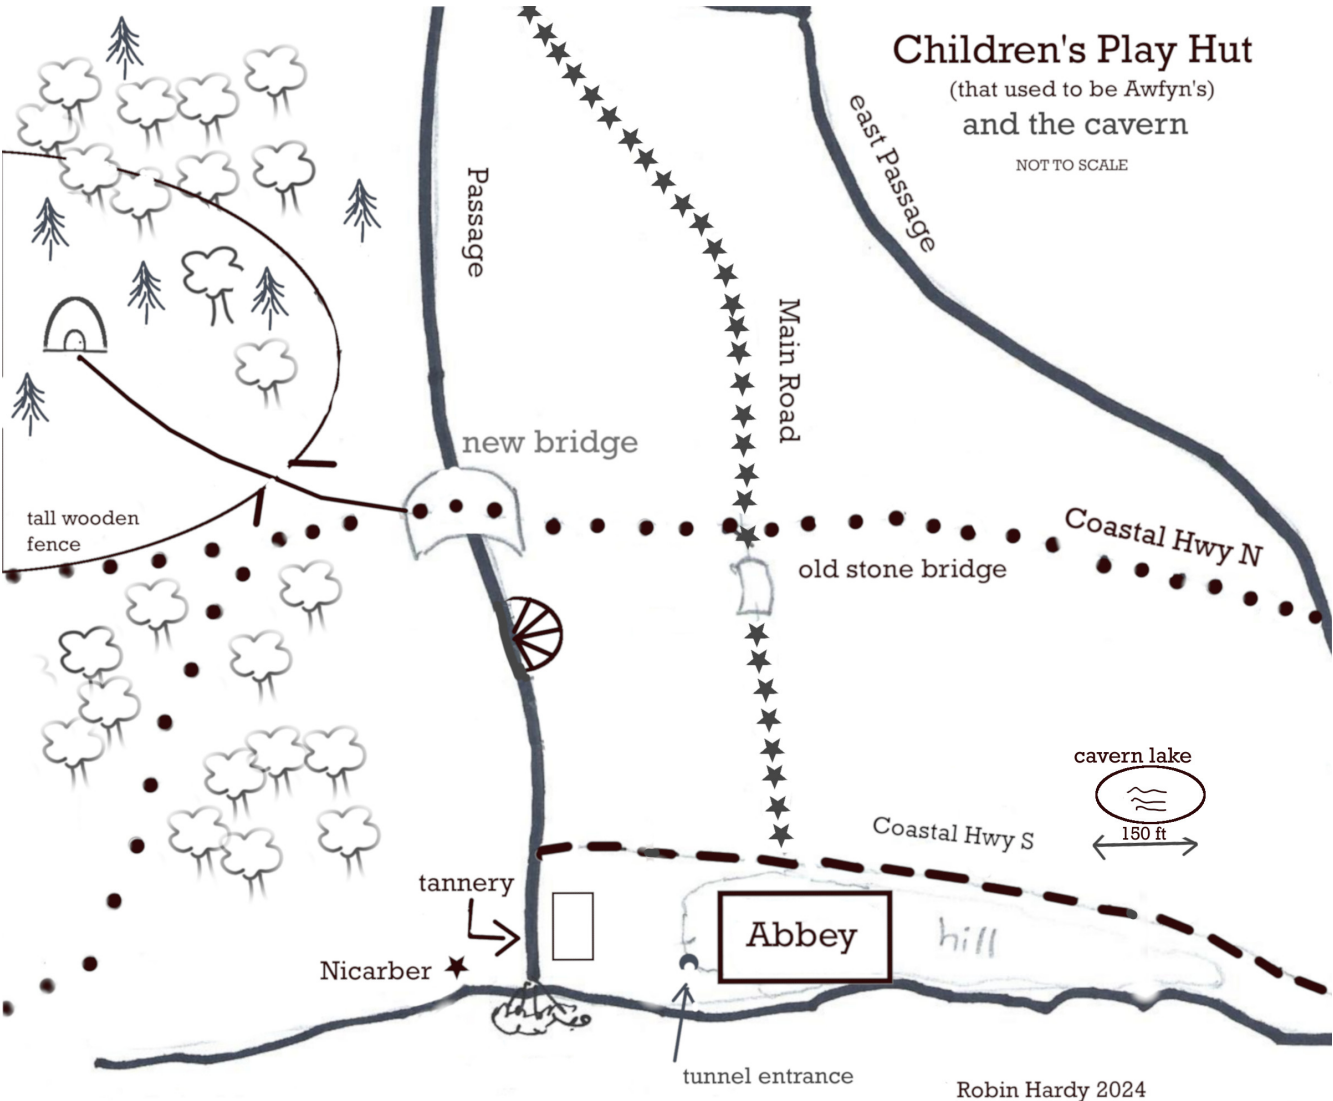 Children's Play Hut
(that used to be Awfyn's)
and the cavern
NOT TO SCALE
east Passage
Passage
Main Road
new bridge
tall wooden
fence
Coastal Hwy N
old stone bridge
cavern lake
150 ft
Coastal Hwy S
tannery
Abbey
hill
Nicarber
tunnel entrance
Robin Hardy 2024